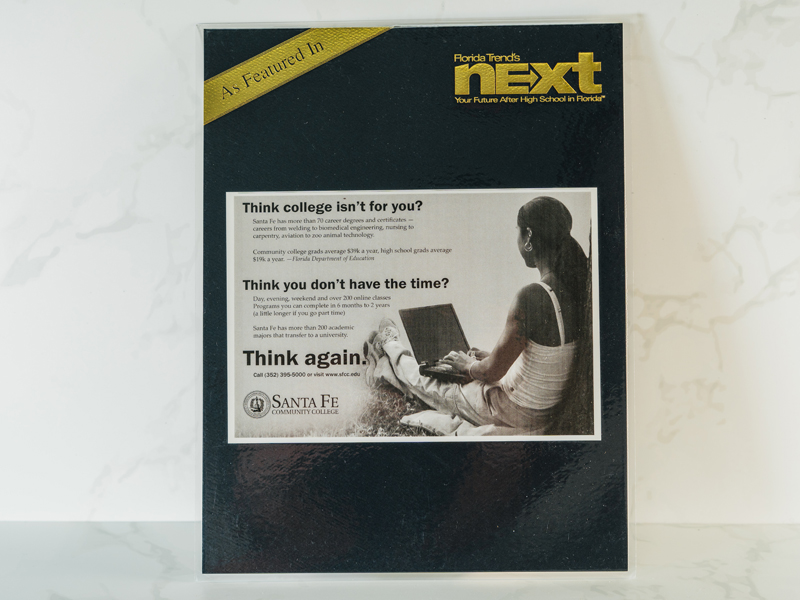 As Featured In
Florida Trend's
nEXt
Your Future After High School in Florida™
Think college isn't for you?
Santa Fe has more than 70 career degrees and certificates —
careers from welding to biomedical engineering, nursing to
carpentry, aviation to zoo animal technology.
Community college grads average $39k a year, high school grads average
$19k a year. —Florida Department of Education
Think you don't have the time?
Day, evening, weekend and over 200 online classes
Programs you can complete in 6 months to 2 years
(a little longer if you go part time)
Santa Fe has more than 200 academic
majors that transfer to a university.
Think again!
Call (352) 395-5000 or visit www.sfcc.edu
SANTA FE
COMMUNITY COLLEGE